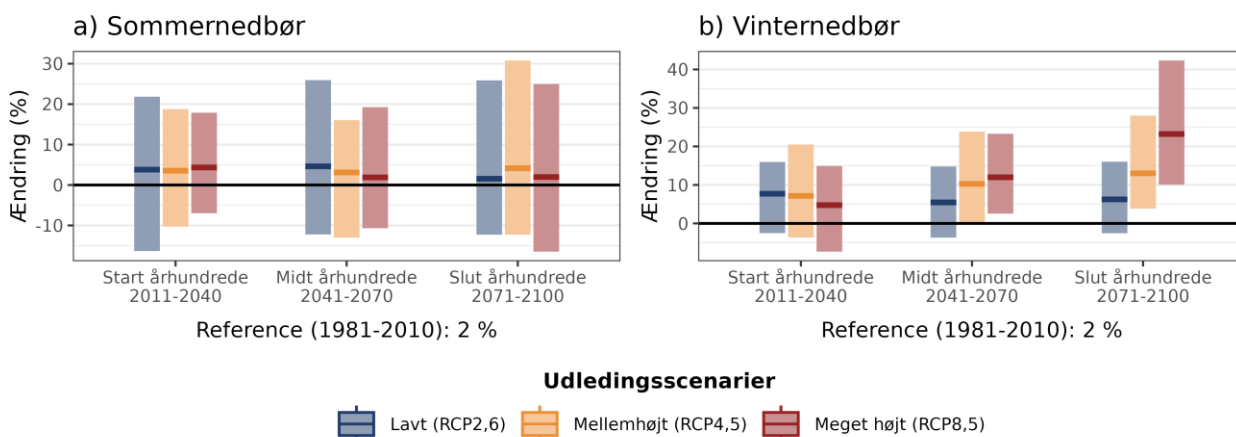 a) Sommernedbør
Ændring (%)
30
20
10
0
-10
Start århundrede
2011-2040
Midt århundrede
2041-2070
Slut århundrede
2071-2100
Reference (1981-2010): 2 %
b) Vinternedbør
Ændring (%)
40
30
20
10
0
Start århundrede
2011-2040
Midt århundrede
2041-2070
Slut århundrede
2071-2100
Reference (1981-2010): 2 %
Udledingsscenarier
Lavt (RCP2,6)
Mellemhøjt (RCP4,5)
Meget højt (RCP8,5)